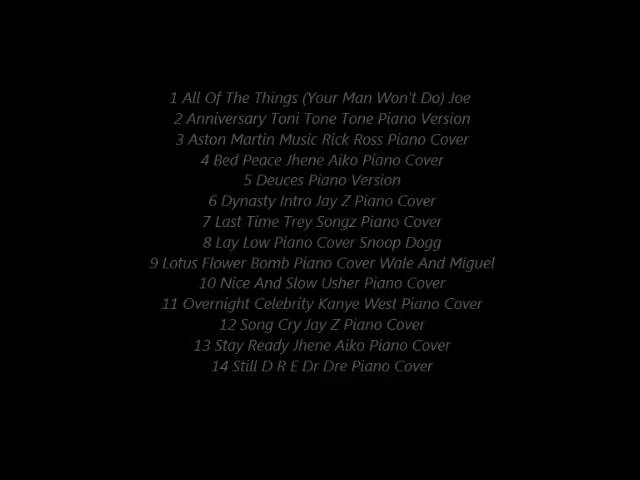 1 All Of The Things (Your Man Won't Do) Joe
2 Anniversary Toni Tone Tone Piano Version
3 Aston Martin Music Rick Ross Piano Cover
4 Bed Peace Jhene Aiko Piano Cover
5 Deuces Piano Version
6 Dynasty Intro Jay Z Piano Cover
7 Last Time Trey Songz Piano Cover
8 Lay Low Piano Cover Snoop Dogg
9 Lotus Flower Bomb Piano Cover Wale And Miguel
10 Nice And Slow Usher Piano Cover
11 Overnight Celebrity Kanye West Piano Cover
12 Song Cry Jay Z Piano Cover
13 Stay Ready Jhene Aiko Piano Cover
14 Still D R E Dr Dre Piano Cover